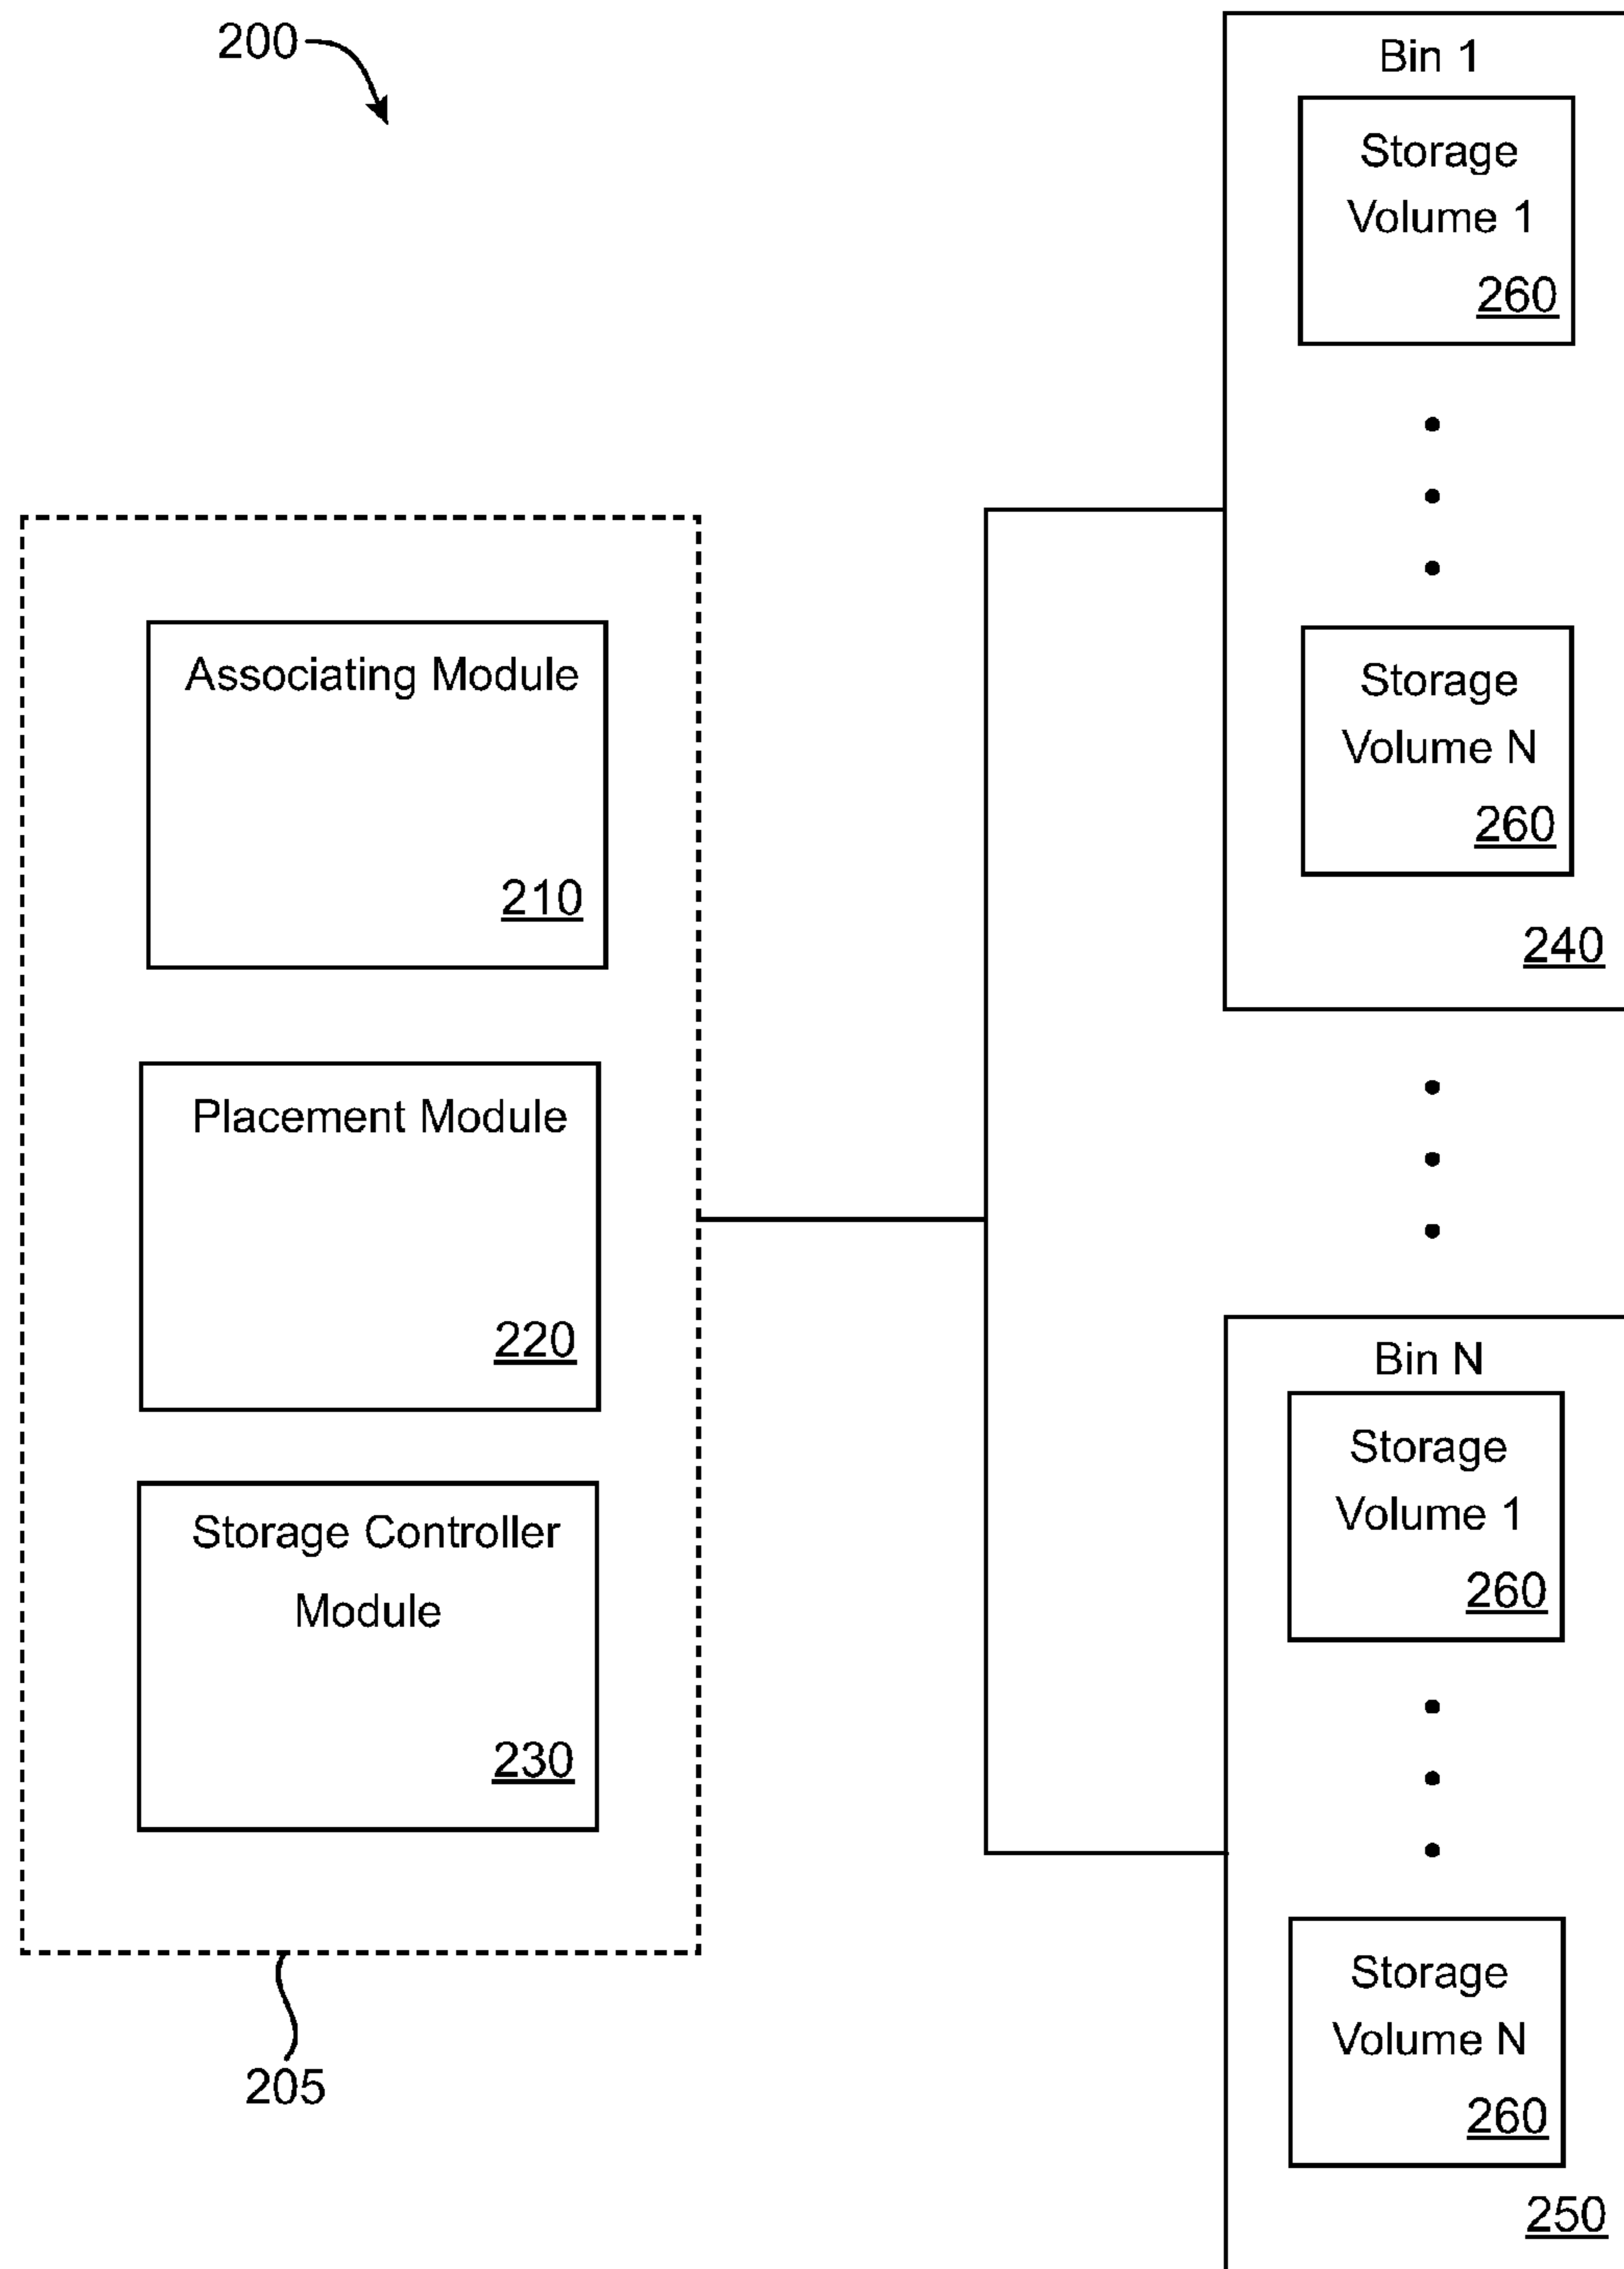 200
Associating Module
210
Placement Module
220
Storage Controller
Module
230
205
Bin 1
Storage
Volume 1
260
Storage
Volume N
260
240
Bin N
Storage
Volume 1
260
Storage
Volume N
260
250